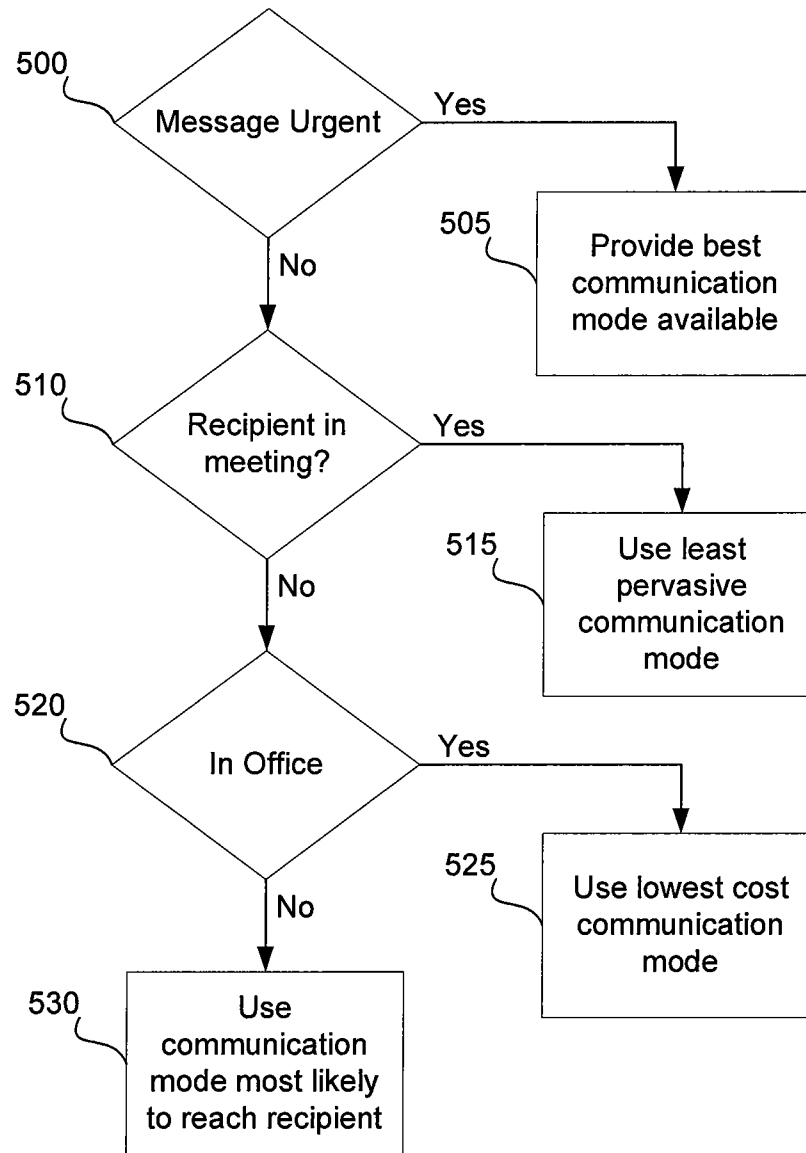 500
Message Urgent
Yes
No
505
Provide best
communication
mode available
510
Recipient in
meeting?
Yes
No
515
Use least
pervasive
communication
mode
520
In Office
Yes
No
525
Use lowest cost
communication
mode
530
Use
communication
mode most likely
to reach recipient